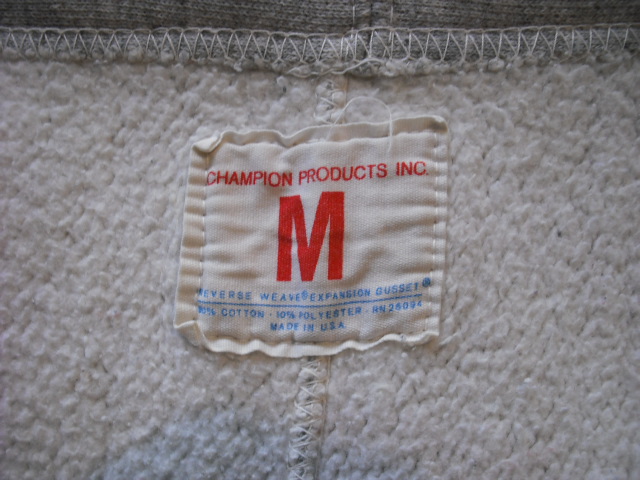 CHAMPION PRODUCTS INC.
M
REVERSE WEAVE® EXPANSION GUSSET®
90% COTTON · 10% POLYESTER · RN 26094
MADE IN U.S.A.